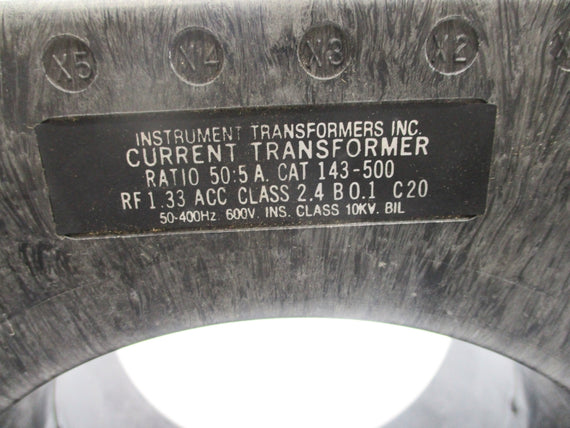 X5 X4 X3 X2
INSTRUMENT TRANSFORMERS INC.
CURRENT TRANSFORMER
RATIO 50:5 A. CAT 143-500
RF 1.33 ACC CLASS 2.4 B 0.1 C20
50-400Hz. 600V. INS. CLASS 10KV. BIL